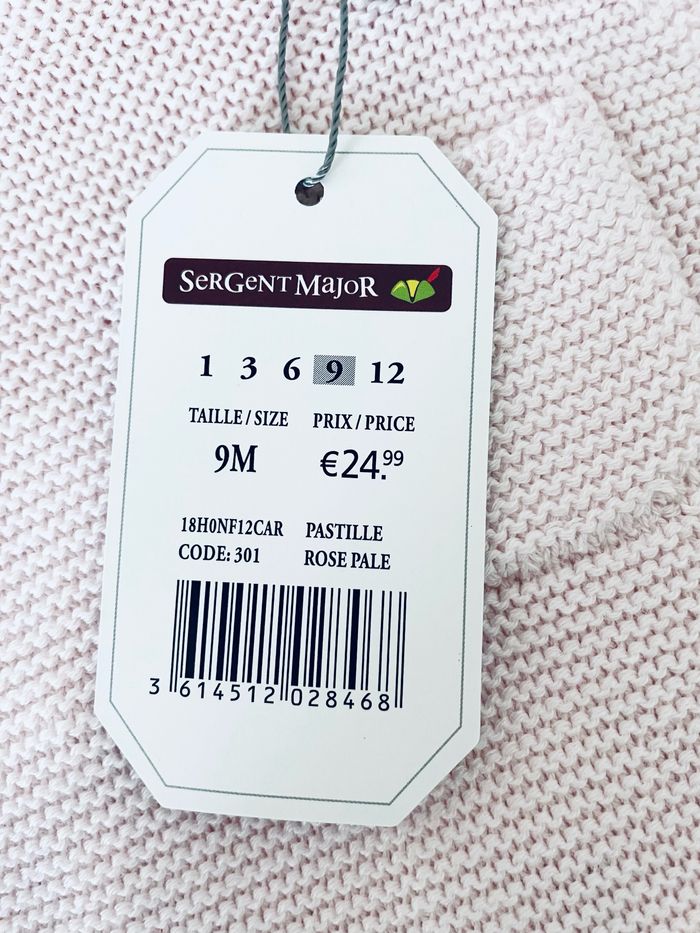 SeRGeNT MaJoR
1 3 6 9 12
TAILLE / SIZE PRIX / PRICE
9M €24.99
18H0NF12CAR PASTILLE
CODE: 301 ROSE PALE
3 614512 028468